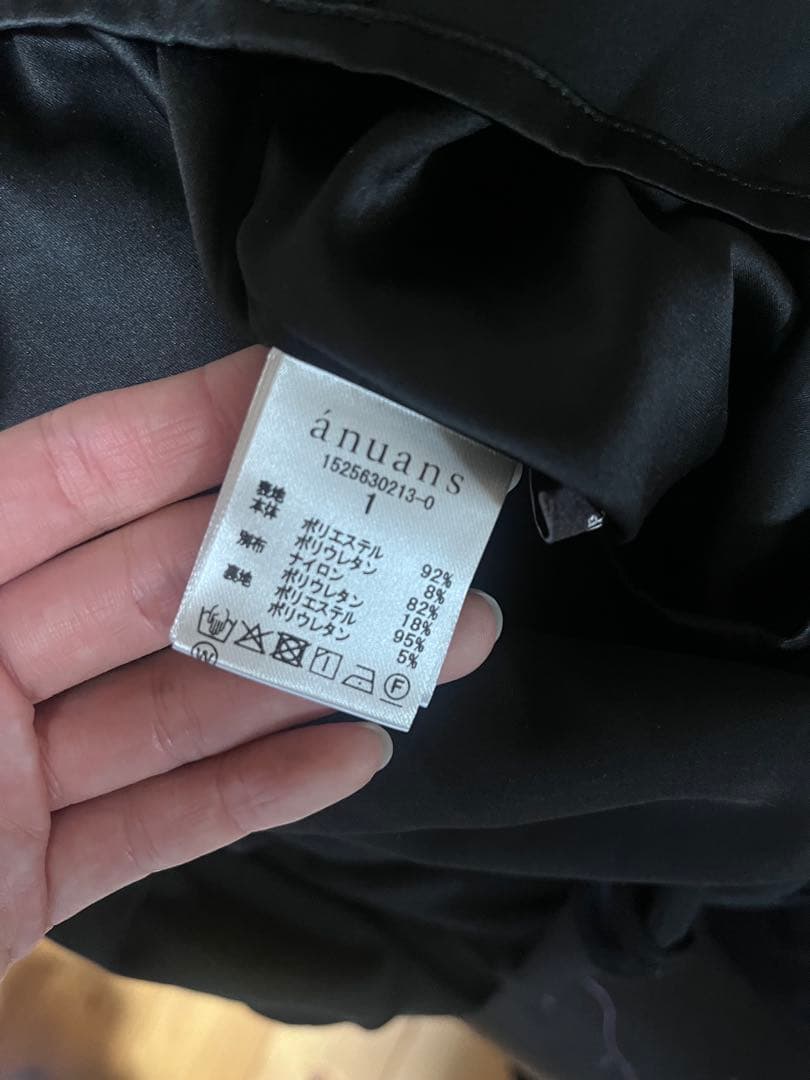 ánuans
1525630213-0
1
表地
本体 ポリエステル 92%
ポリウレタン 8%
別布 ナイロン 82%
ポリウレタン 18%
裏地 ポリエステル 95%
ポリウレタン 5%
F
W